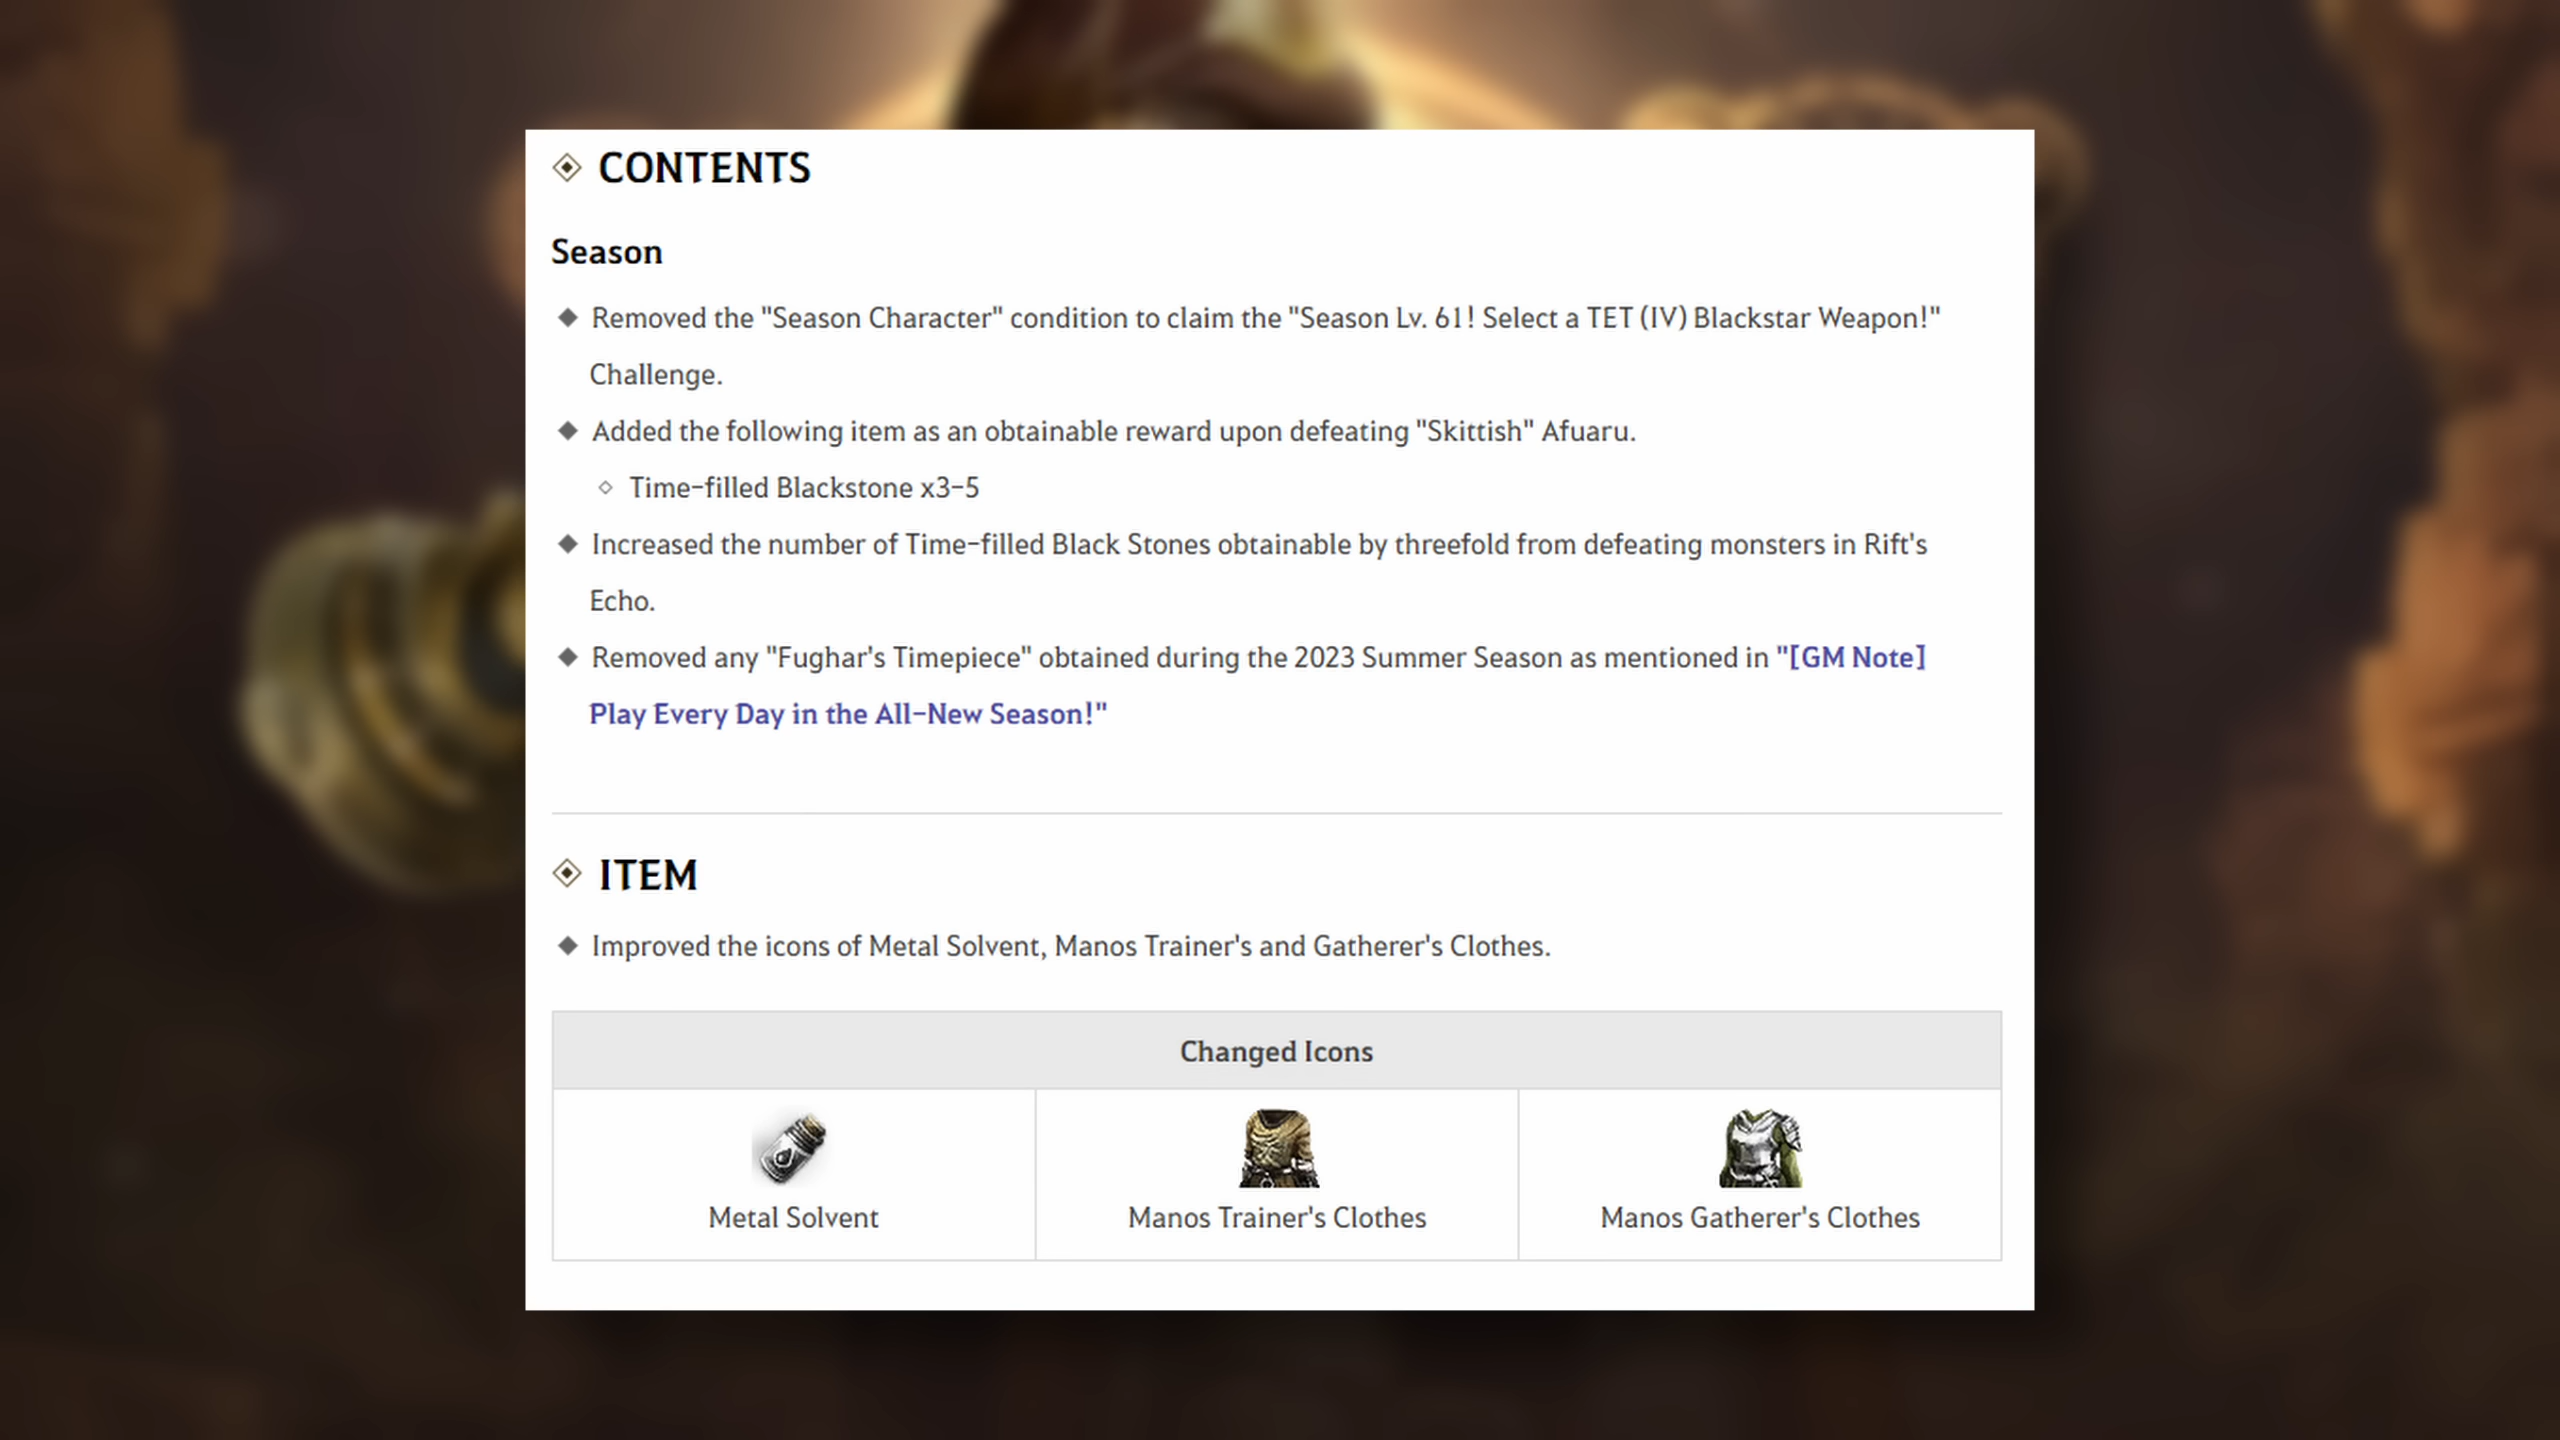 CONTENTS
Season
Removed the "Season Character" condition to claim the "Season Lv. 61! Select a TET (IV) Blackstar Weapon!"
Challenge.
Added the following item as an obtainable reward upon defeating "Skittish" Afuaru.
Time-filled Blackstone x3-5
Increased the number of Time-filled Black Stones obtainable by threefold from defeating monsters in Rift's
Echo.
Removed any "Fughar's Timepiece" obtained during the 2023 Summer Season as mentioned in "[GM Note]
Play Every Day in the All-New Season!"
ITEM
Improved the icons of Metal Solvent, Manos Trainer's and Gatherer's Clothes.
Changed Icons
Metal Solvent
Manos Trainer's Clothes
Manos Gatherer's Clothes